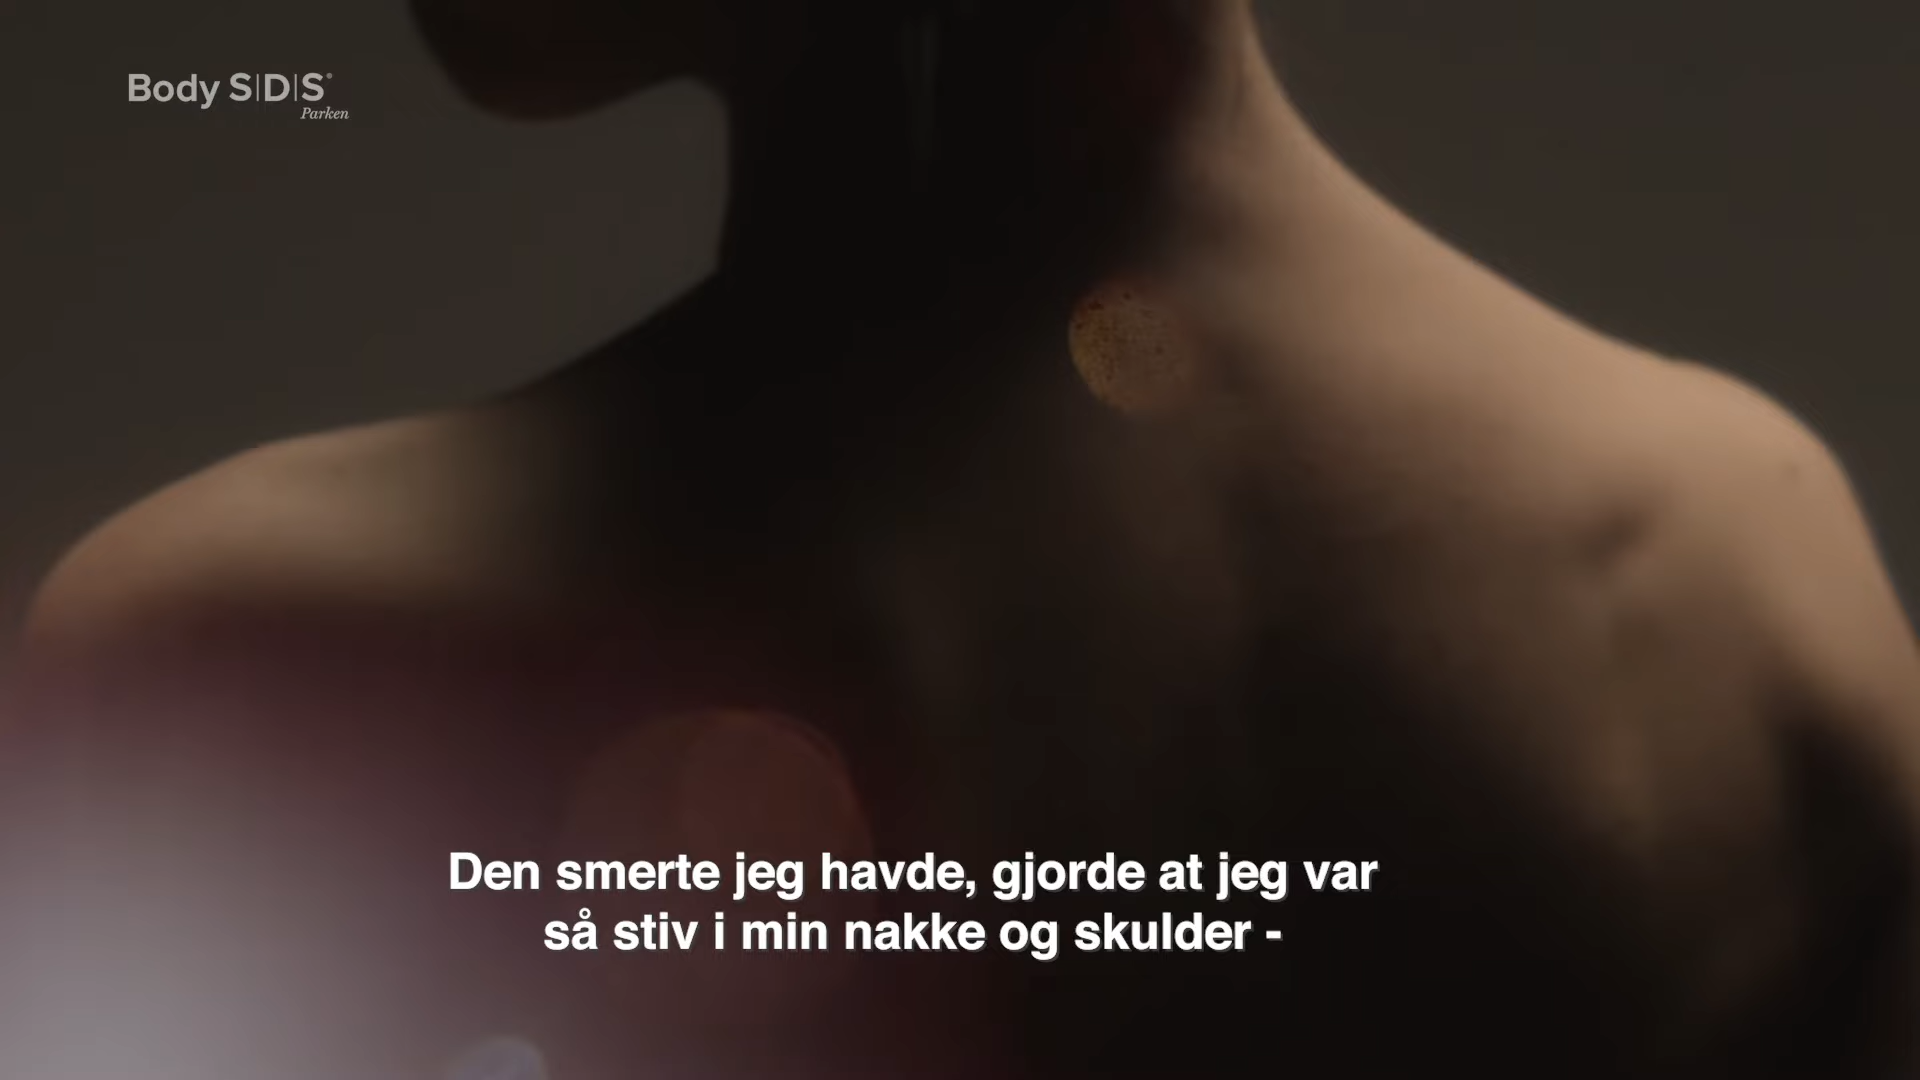 Body S|D|S®
Parken
Den smerte jeg havde, gjorde at jeg var
så stiv i min nakke og skulder -